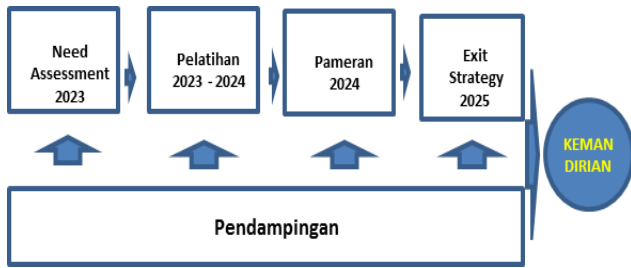 Need
Assessment
2023
Pelatihan
2023 - 2024
Pameran
2024
Exit
Strategy
2025
KEMAN
DIRIAN
Pendampingan